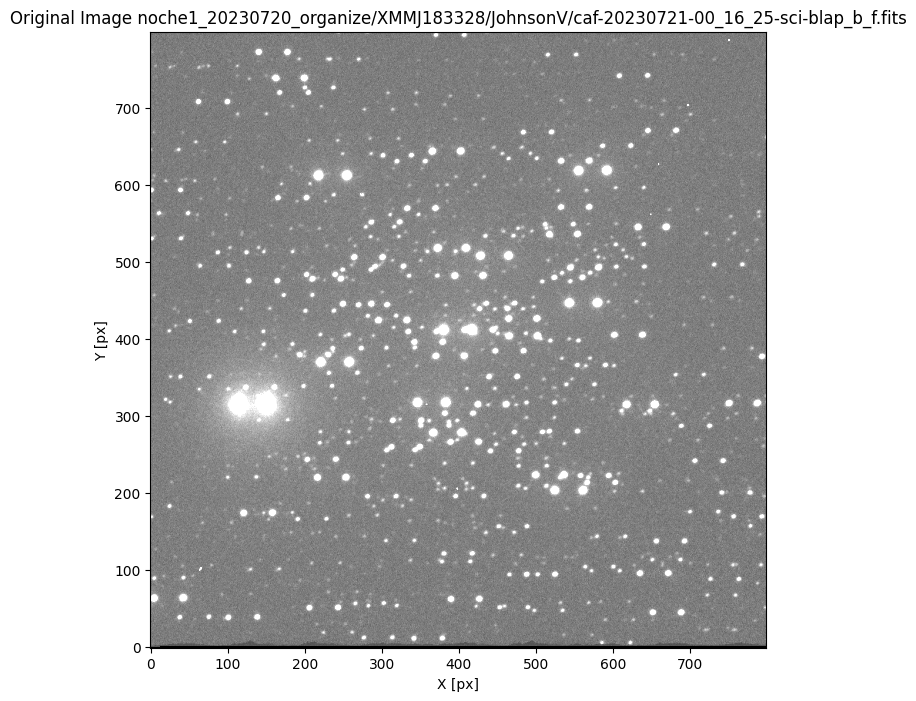 Original Image noche1_20230720_organize/XMMJ183328/JohnsonV/caf-20230721-00_16_25-sci-blap_b_f.fits
700
600
500
400
300
200
100
0
Y [px]
0 100 200 300 400 500 600 700
X [px]